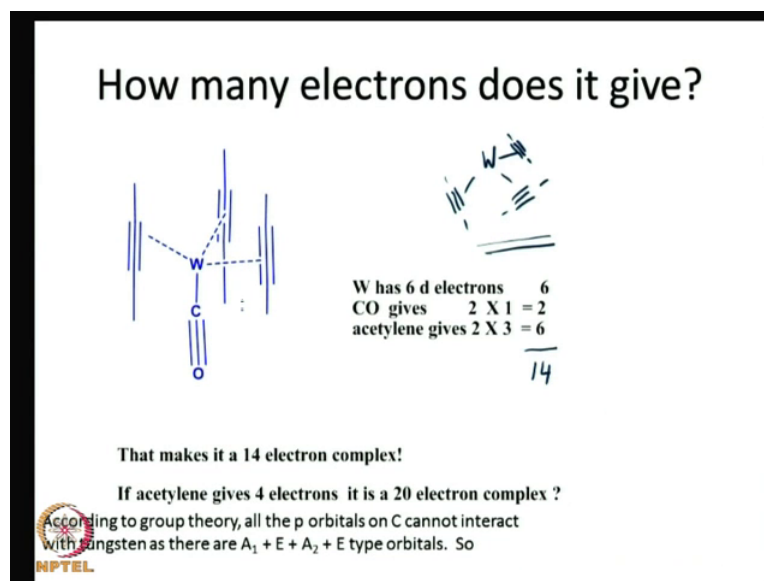 How many electrons does it give?
W
W
C
O
W has 6 d electrons 6
CO gives 2 X 1 = 2
acetylene gives 2 X 3 = 6
14
That makes it a 14 electron complex!
If acetylene gives 4 electrons it is a 20 electron complex ?
According to group theory, all the p orbitals on C cannot interact
with tungsten as there are A₁ + E + A₂ + E type orbitals. So
NPTEL